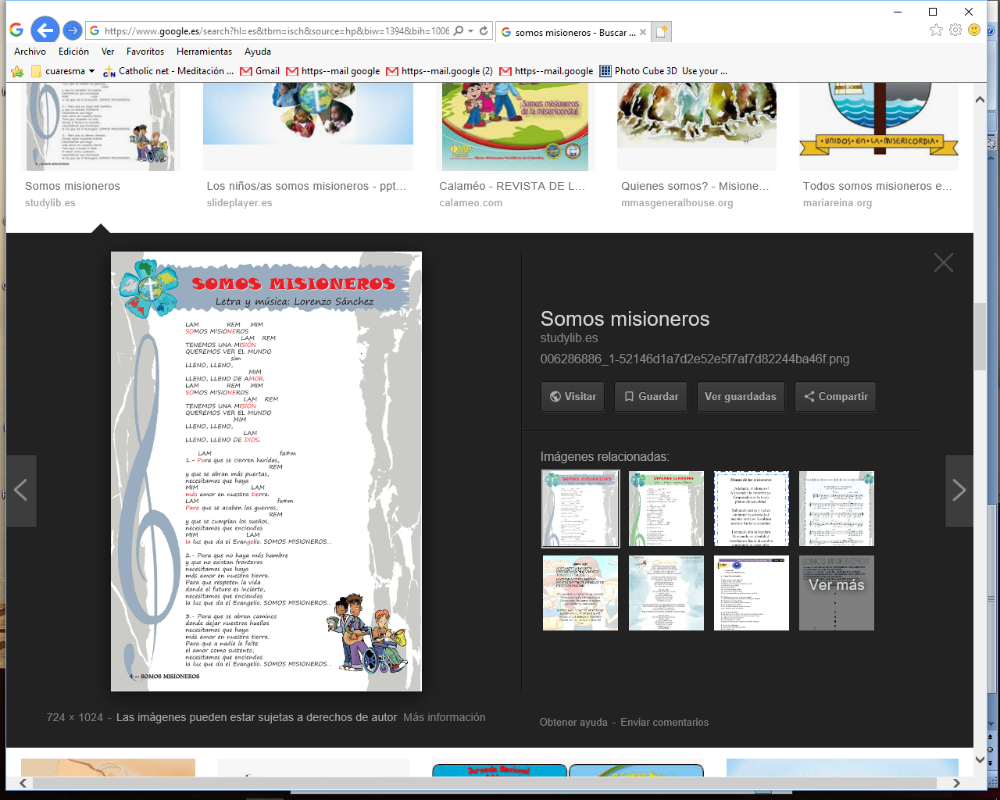 https://www.google.es/search?hl=es&tbm=isch&source=hp&biw=1394&bih=1006
somos misioneros - Buscar ...
Archivo Edición Ver Favoritos Herramientas Ayuda
cuaresma Catholic net - Meditación ... Gmail https--mail google https--mail.google (2) https--mail.google Photo Cube 3D Use your ...
¡Somos misioneros
de la misericordia!
OMP
UNIDOS EN LA MISERICORDIA
Somos misioneros
studylib.es
Los niños/as somos misioneros - ppt...
slideplayer.es
Calaméo - REVISTA DE L...
calameo.com
Quienes somos? - Misione...
mmasgeneralhouse.org
Todos somos misioneros e...
mariareina.org
SOMOS MISIONEROS
Letra y música: Lorenzo Sánchez
LAM REM MIM
SOMOS MISIONEROS
LAM REM
TENEMOS UNA MISIÓN
QUEREMOS VER EL MUNDO
sim
LLENO, LLENO,
MIM
LLENO, LLENO DE AMOR.
LAM REM MIM
SOMOS MISIONEROS
LAM REM
TENEMOS UNA MISIÓN
QUEREMOS VER EL MUNDO
MIM
LLENO, LLENO,
LAM
LLENO, LLENO DE DIOS.
LAM fa#m
1.- Para que se cierren heridas,
REM
y que se abran más puertas,
necesitamos que haya
MIM LAM
más amor en nuestra tierra.
LAM fa#m
Para que se acaben las guerras,
REM
y que se cumplan los sueños,
necesitamos que enciendas
MIM LAM
la luz que da el Evangelio. SOMOS MISIONEROS...
2.- Para que no haya más hambre
y que no existan fronteras
necesitamos que haya
más amor en nuestra tierra.
Para que respeten la vida
donde el futuro es incierto,
necesitamos que enciendas
la luz que da el Evangelio. SOMOS MISIONEROS...
3.- Para que se abran caminos
donde dejar nuestras huellas
necesitamos que haya
más amor en nuestra tierra.
Para que a nadie le falte
el amor como sustento,
necesitamos que enciendas
la luz que da el Evangelio. SOMOS MISIONEROS...
4 -- SOMOS MISIONEROS
724 × 1024 - Las imágenes pueden estar sujetas a derechos de autor Más información
Somos misioneros
studylib.es
006286886_1-52146d1a7d2e52e5f7af7d82244ba46f.png
Visitar Guardar Ver guardadas Compartir
Imágenes relacionadas:
Himno de los misioneros
Ver más
Obtener ayuda - Enviar comentarios